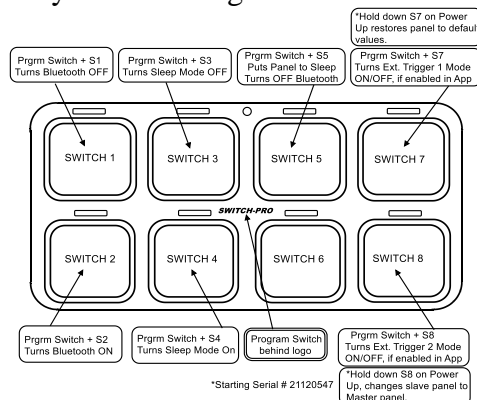 *Hold down S7 on Power
Up restores panel to default
values.
Prgrm Switch + S1
Turns Bluetooth OFF
Prgrm Switch + S3
Turns Sleep Mode OFF
Prgrm Switch + S5
Puts Panel to Sleep
Turns OFF Bluetooth
Prgrm Switch + S7
Turns Ext. Trigger 1 Mode
ON/OFF, if enabled in App
SWITCH 1
SWITCH 3
SWITCH 5
SWITCH 7
SWITCH-PRO
SWITCH 2
SWITCH 4
SWITCH 6
SWITCH 8
Prgrm Switch + S2
Turns Bluetooth ON
Prgrm Switch + S4
Turns Sleep Mode On
Program Switch
behind logo
Prgrm Switch + S8
Turns Ext. Trigger 2 Mode
ON/OFF, if enabled in App
*Starting Serial # 21120547
*Hold down S8 on Power
Up, changes slave panel to
Master panel.